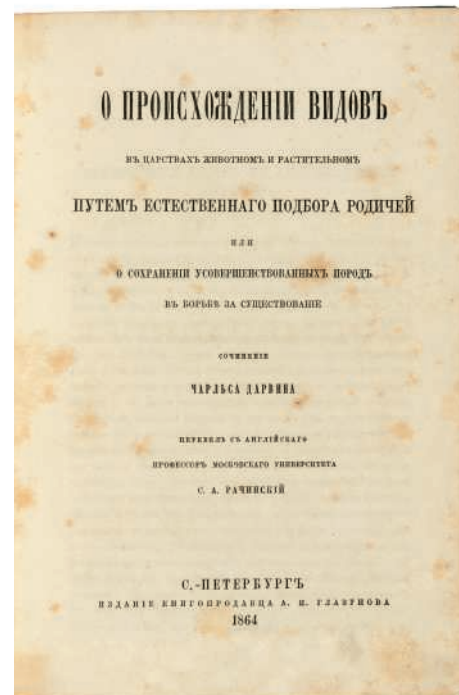 О ПРОИСХОЖДЕНІИ ВИДОВЪ
ВЪ ЦАРСТВАХЪ ЖИВОТНОМЪ И РАСТИТЕЛЬНОМЪ
ПУТЕМЪ ЕСТЕСТВЕННАГО ПОДБОРА РОДИЧЕЙ
ИЛИ
О СОХРАНЕНІИ УСОВЕРШЕНСТВОВАННЫХЪ ПОРОДЪ
ВЪ БОРЬБѢ ЗА СУЩЕСТВОВАНІЕ
СОЧИНЕНІЕ
ЧАРЛЬСА ДАРВИНА
ПЕРЕВЕЛЪ СЪ АНГЛІЙСКАГО
ПРОФЕССОРЪ МОСКОВСКАГО УНИВЕРСИТЕТА
С. А. РАЧИНСКІЙ
С.-ПЕТЕРБУРГЪ
ИЗДАНІЕ КНИГОПРОДАВЦА А. И. ГЛАЗУНОВА
1864